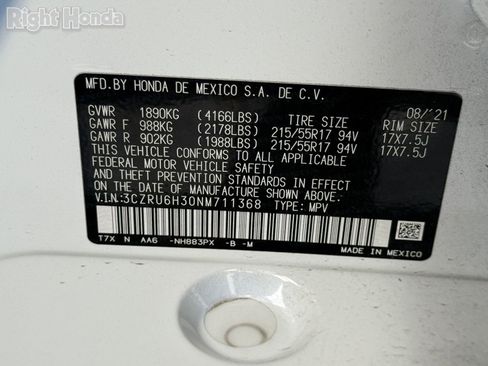 Right Honda
MFD.BY HONDA DE MEXICO S.A. DE C.V.
08/'21
GVWR 1890KG (4166LBS) TIRE SIZE RIM SIZE
GAWR F 988KG (2178LBS) 215/55R17 94V 17X7.5J
GAWR R 902KG (1988LBS) 215/55R17 94V 17X7.5J
THIS VEHICLE CONFORMS TO ALL APPLICABLE
FEDERAL MOTOR VEHICLE SAFETY
AND THEFT PREVENTION STANDARDS IN EFFECT
ON THE DATE OF MANUFACTURE SHOWN ABOVE.
V.I.N:3CZRU6H30NM711368 TYPE: MPV
T7X N AA6 -NH883PX -B -M
MADE IN MEXICO